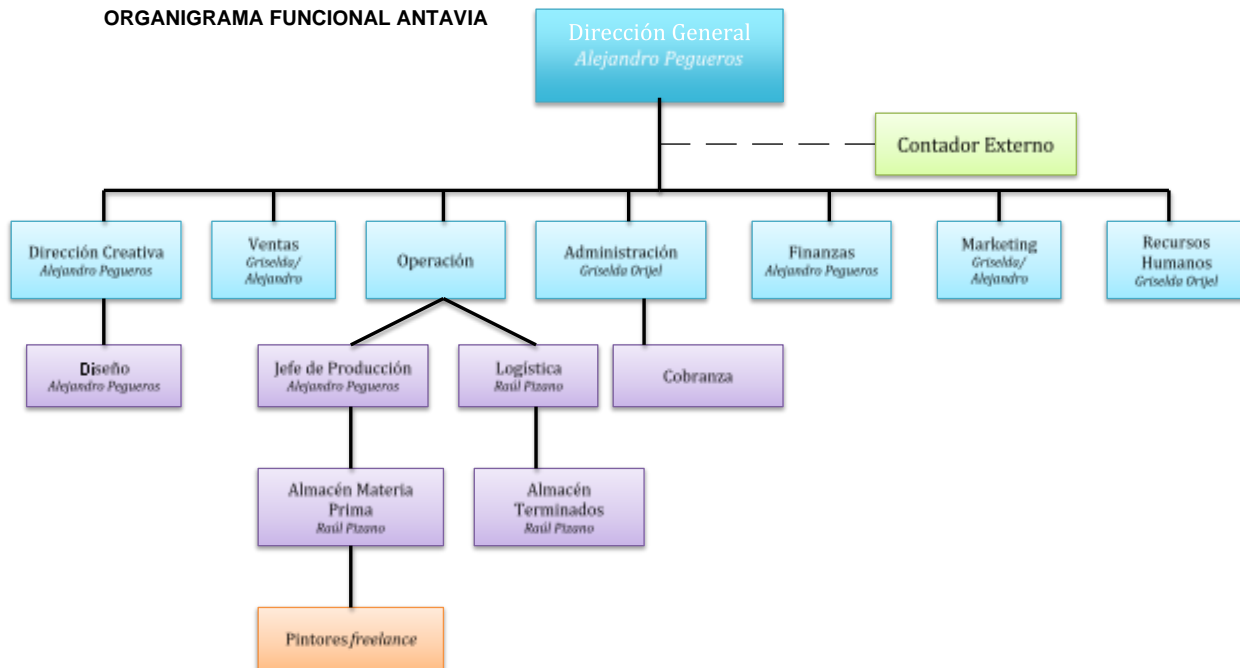 ORGANIGRAMA FUNCIONAL ANTAVIA
Dirección General
Alejandro Pegueros
Contador Externo
Dirección Creativa
Alejandro Pegueros
Ventas
Griselda/
Alejandro
Operación
Administración
Griselda Orijel
Finanzas
Alejandro Pegueros
Marketing
Griselda/
Alejandro
Recursos
Humanos
Griselda Orijel
Diseño
Alejandro Pegueros
Jefe de Producción
Alejandro Pegueros
Logística
Raúl Pizano
Cobranza
Almacén Materia
Prima
Raúl Pizano
Almacén
Terminados
Raúl Pizano
Pintores freelance